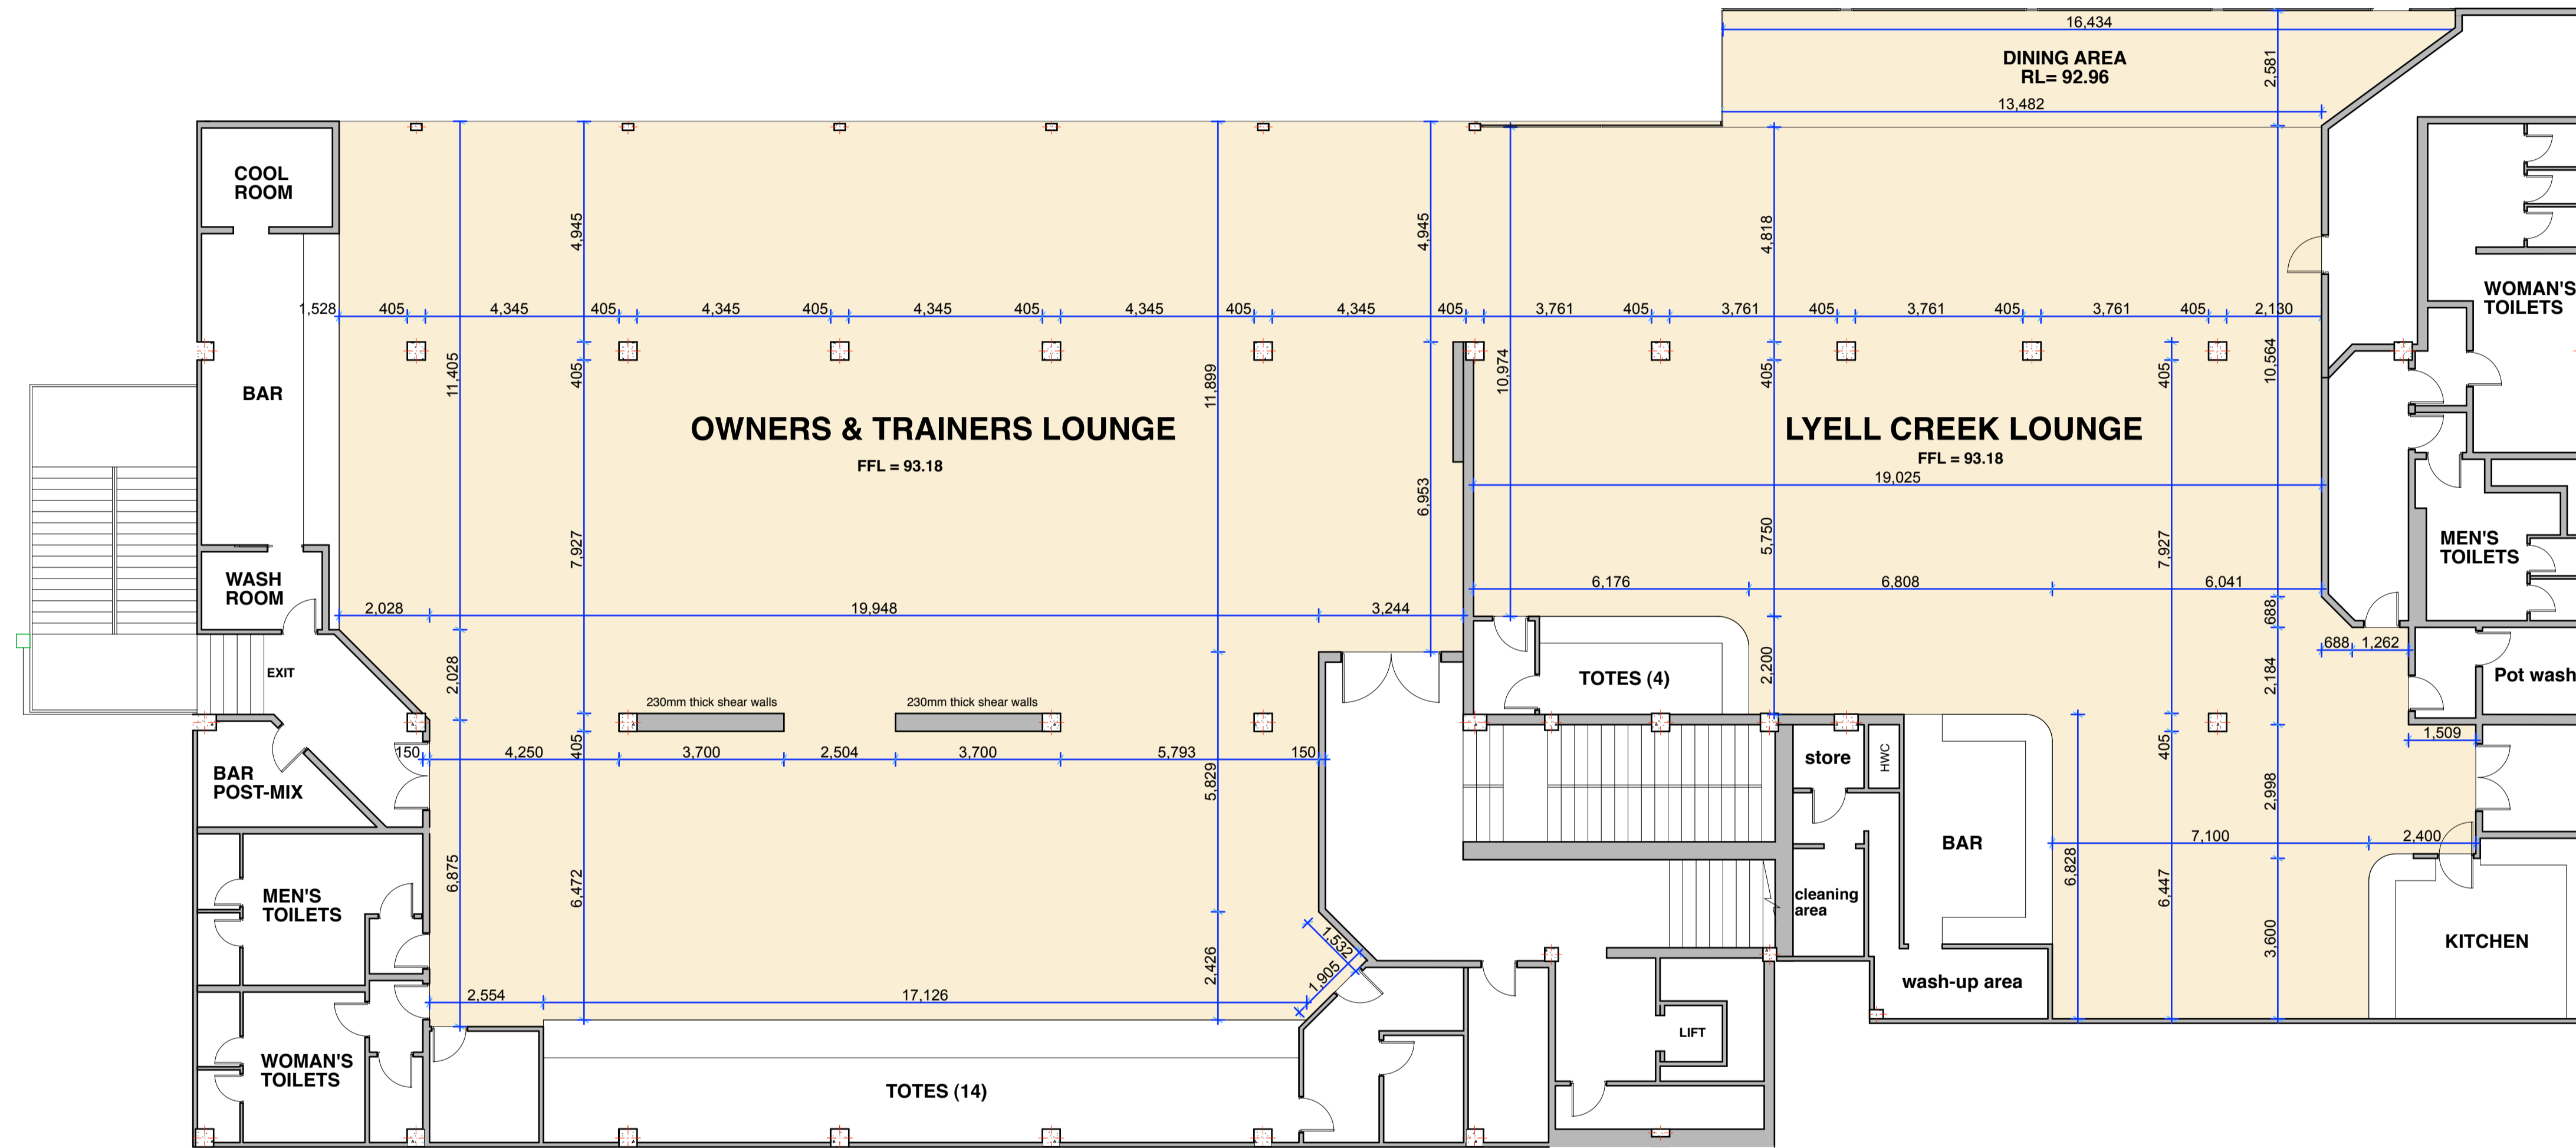 16,434
DINING AREA
RL= 92.96
2,581
13,482
COOL
ROOM
WOMAN'S
TOILETS
4,945
4,945
4,818
1,528
405
4,345
405
4,345
405
4,345
405
4,345
405
4,345
405
3,761
405
3,761
405
3,761
405
3,761
405
2,130
11,405
405
11,899
10,974
405
405
10,564
BAR
OWNERS & TRAINERS LOUNGE
FFL = 93.18
LYELL CREEK LOUNGE
FFL = 93.18
19,025
6,953
7,927
5,750
7,927
MEN'S
TOILETS
WASH
ROOM
6,176
6,808
6,041
2,028
19,948
3,244
688
688
1,262
EXIT
2,028
TOTES (4)
2,200
2,184
Pot wash
230mm thick shear walls
230mm thick shear walls
150
4,250
405
3,700
2,504
3,700
5,793
150
store
HWC
405
1,509
BAR
POST-MIX
5,829
2,998
BAR
7,100
2,400
6,875
6,472
6,828
6,447
MEN'S
TOILETS
cleaning
area
1,532
1,905
2,426
3,600
KITCHEN
wash-up area
2,554
17,126
LIFT
WOMAN'S
TOILETS
TOTES (14)